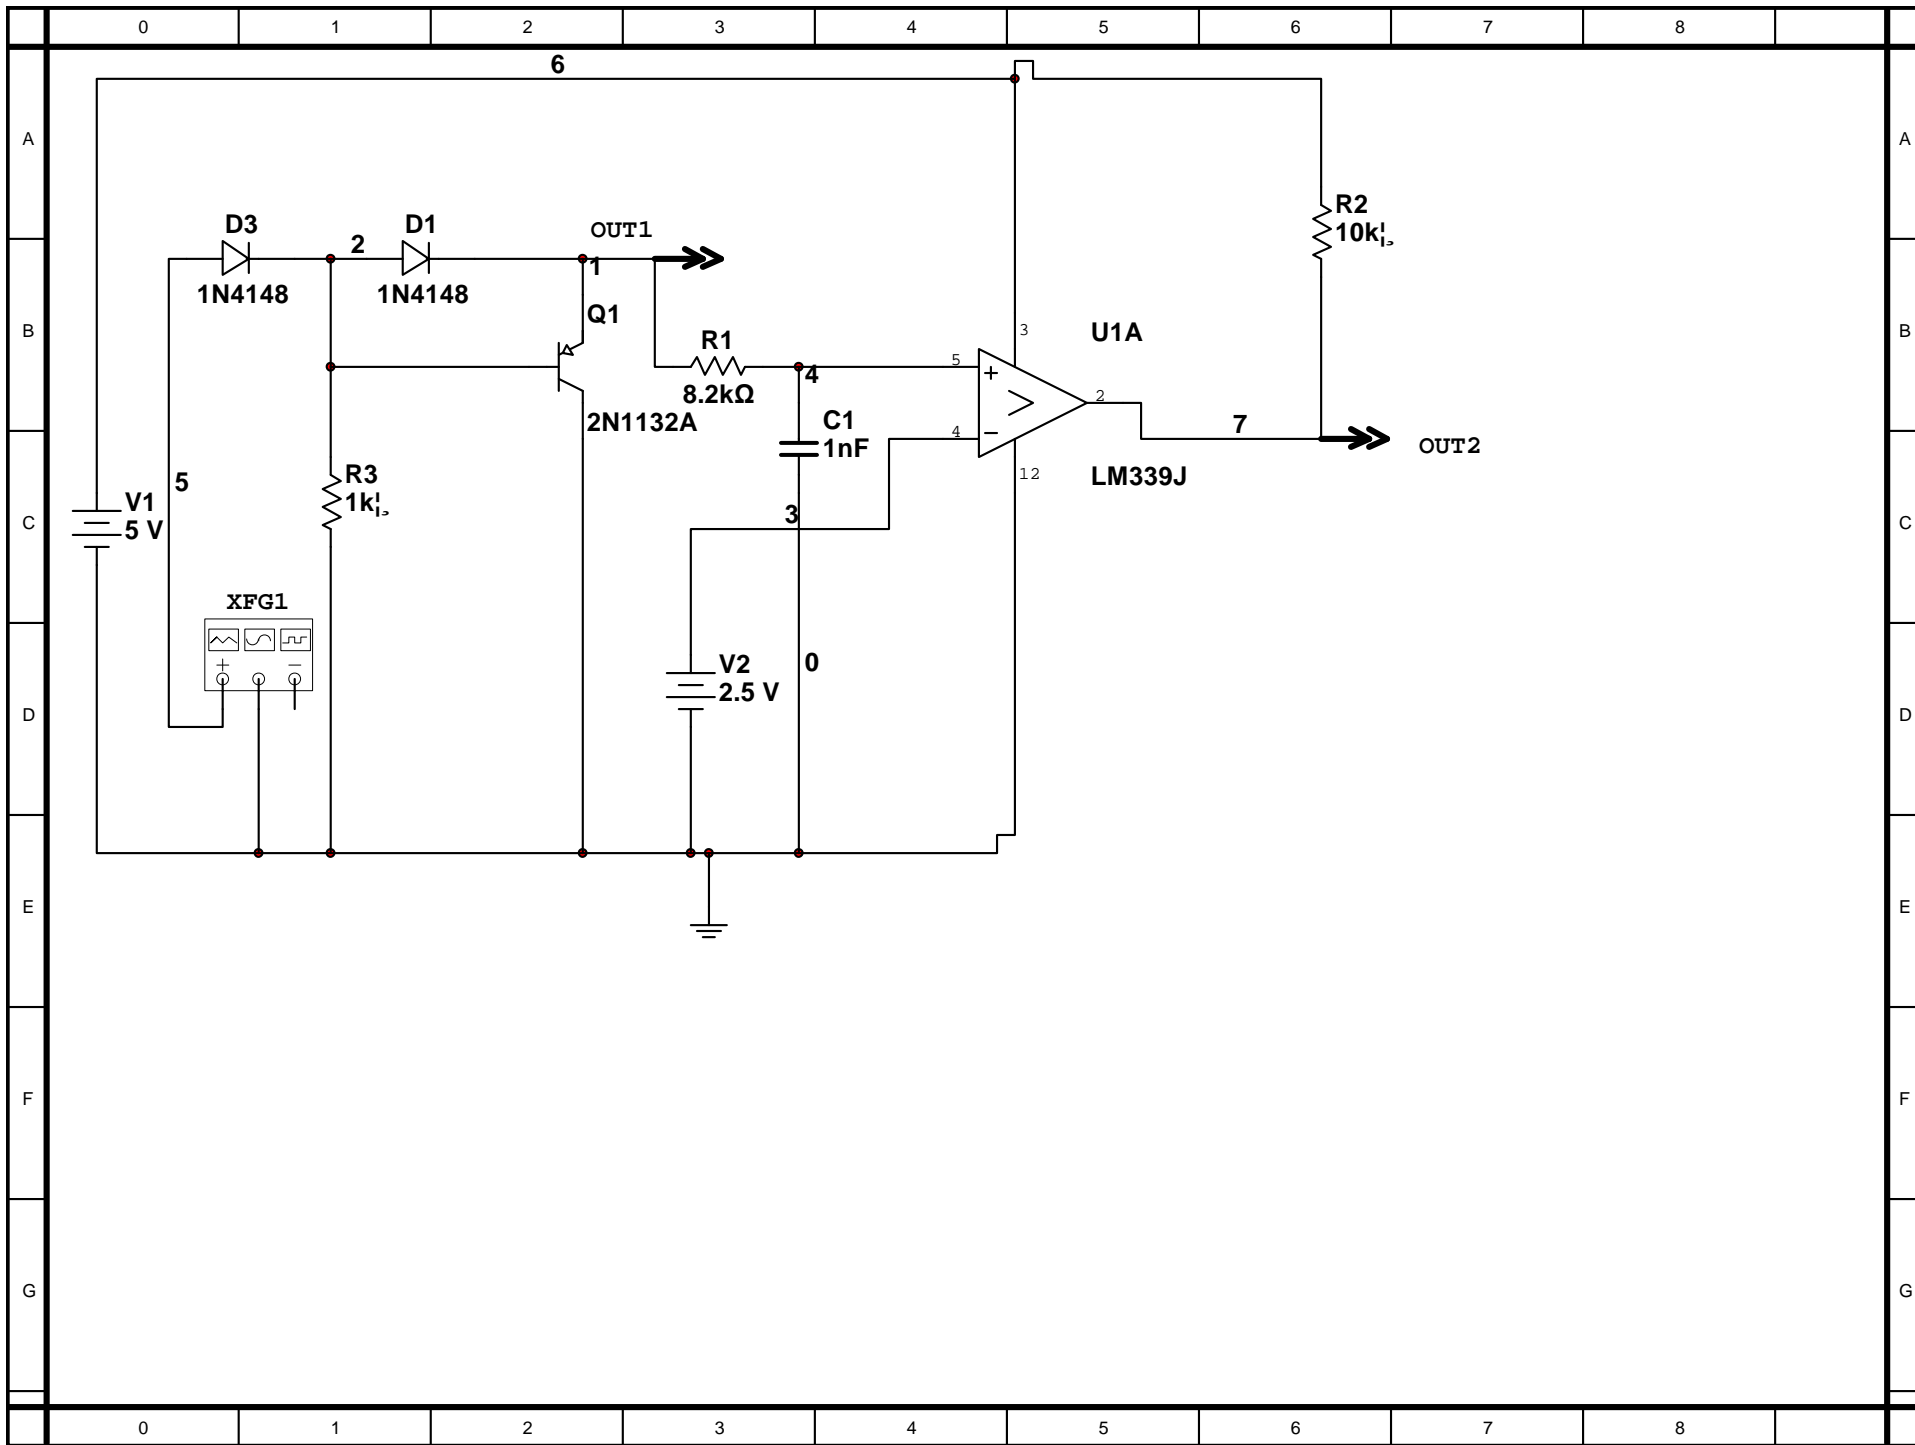 0 1 2 3 4 5 6 7 8
6
A A
R2
10k¦
D3 D1 OUT1
2 1
1N4148 1N4148
Q1
B 3 U1A B
R1
5 + 4
8.2kΩ
2
2N1132A C1
1nF
4 − 7
OUT2
R3 12 LM339J
5 1k¦
V1 3
C 5 V C
XFG1
+ −
V2 0
2.5 V
D D
E E
F F
G G
0 1 2 3 4 5 6 7 8